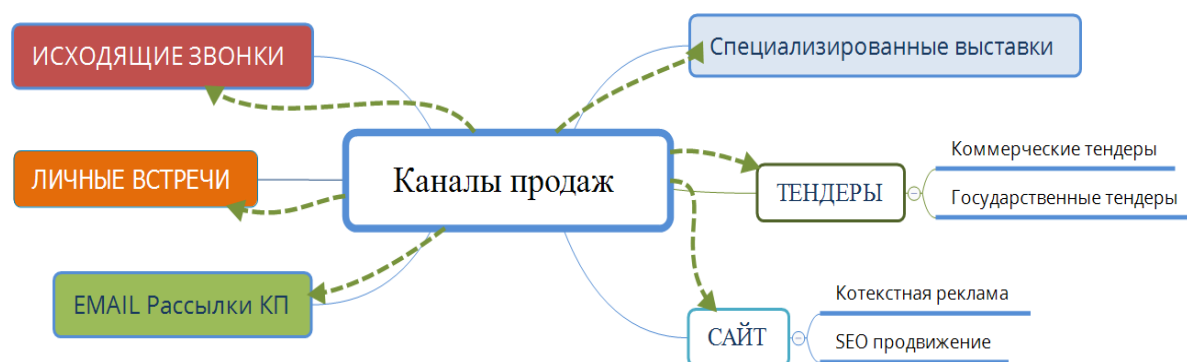 ИСХОДЯЩИЕ ЗВОНКИ
Специализированные выставки
ЛИЧНЫЕ ВСТРЕЧИ
Каналы продаж
ТЕНДЕРЫ
Коммерческие тендеры
Государственные тендеры
EMAIL Рассылки КП
САЙТ
Котекстная реклама
SEO продвижение